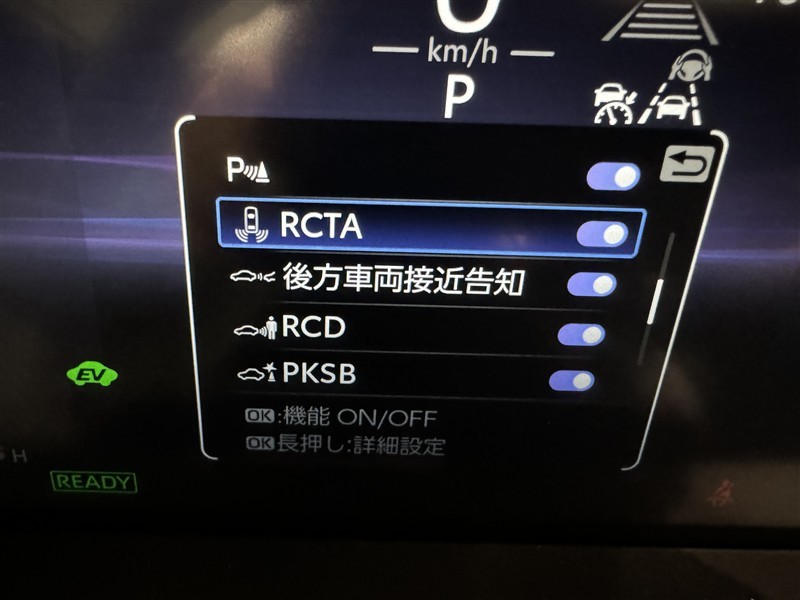 0
km/h
P
P
RCTA
後方車両接近告知
RCD
PKSB
OK:機能 ON/OFF
OK長押し:詳細設定
EV
H
READY